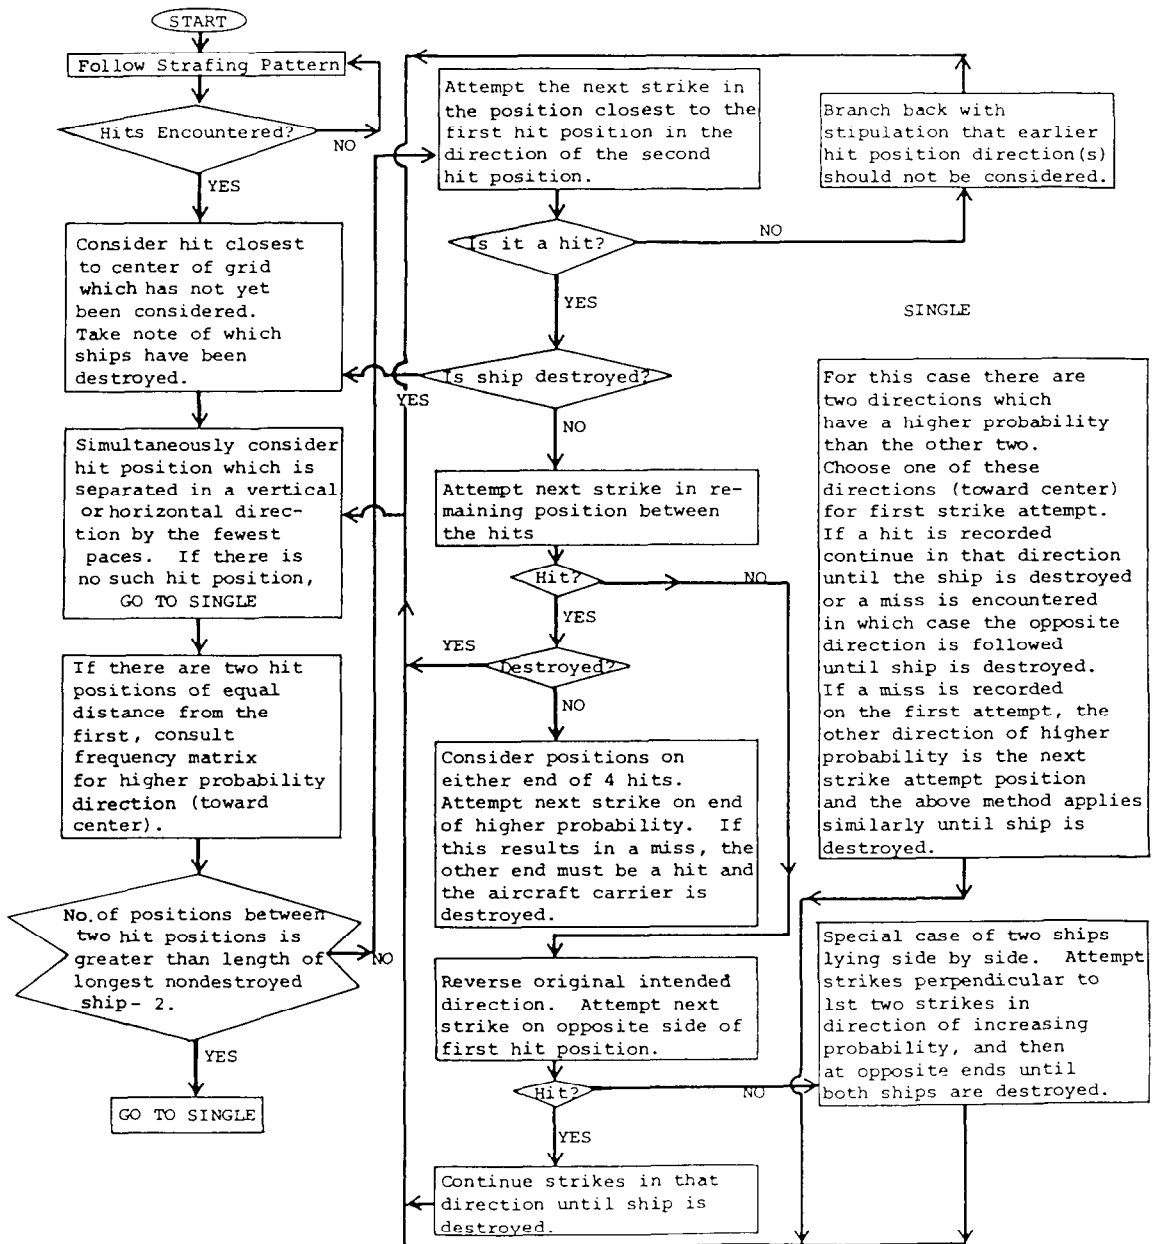 START
Follow Strafing Pattern
Hits Encountered?
NO
YES
Consider hit closest
to center of grid
which has not yet
been considered.
Take note of which
ships have been
destroyed.
Simultaneously consider
hit position which is
separated in a vertical
or horizontal direc-
tion by the fewest
paces. If there is
no such hit position,
GO TO SINGLE
If there are two hit
positions of equal
distance from the
first, consult
frequency matrix
for higher probability
direction (toward
center).
No. of positions between
two hit positions is
greater than length of
longest nondestroyed
ship- 2.
NO
YES
GO TO SINGLE
Attempt the next strike in
the position closest to the
first hit position in the
direction of the second
hit position.
Is it a hit?
NO
YES
Is ship destroyed?
YES
NO
Attempt next strike in re-
maining position between
the hits
Hit?
NO
YES
Destroyed?
YES
NO
Consider positions on
either end of 4 hits.
Attempt next strike on end
of higher probability. If
this results in a miss, the
other end must be a hit and
the aircraft carrier is
destroyed.
Reverse original intended
direction. Attempt next
strike on opposite side of
first hit position.
Hit?
NO
YES
Continue strikes in that
direction until ship is
destroyed.
Branch back with
stipulation that earlier
hit position direction(s)
should not be considered.
SINGLE
For this case there are
two directions which
have a higher probability
than the other two.
Choose one of these
directions (toward center)
for first strike attempt.
If a hit is recorded
continue in that direction
until the ship is destroyed
or a miss is encountered
in which case the opposite
direction is followed
until ship is destroyed.
If a miss is recorded
on the first attempt, the
other direction of higher
probability is the next
strike attempt position
and the above method applies
similarly until ship is
destroyed.
Special case of two ships
lying side by side. Attempt
strikes perpendicular to
1st two strikes in
direction of increasing
probability, and then
at opposite ends until
both ships are destroyed.